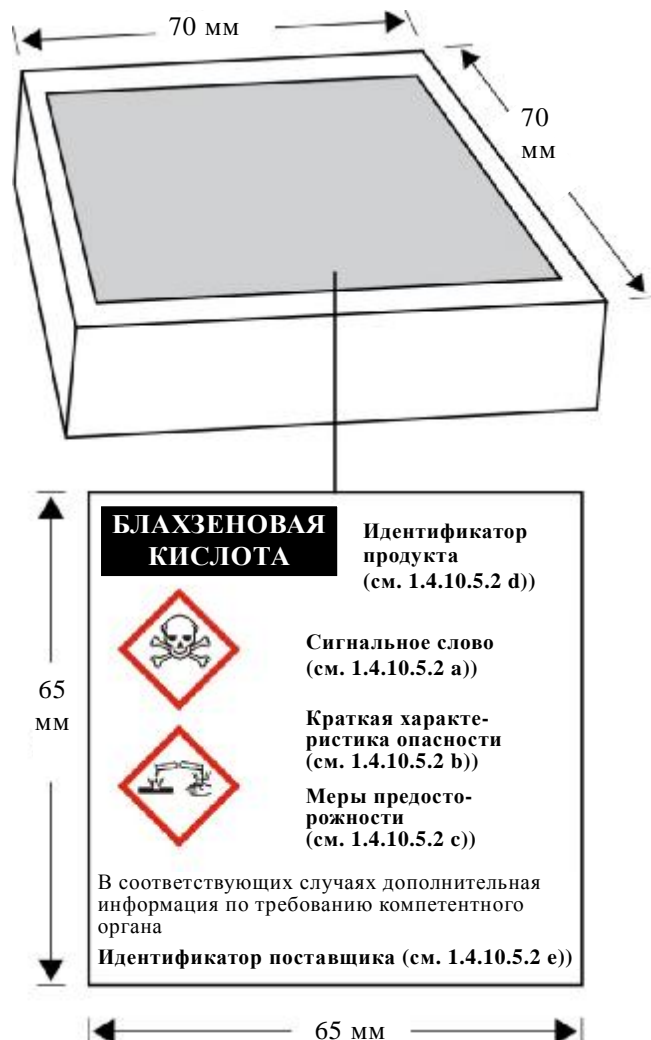 70 мм
70
мм
БЛАХЗЕНОВАЯ
КИСЛОТА
Идентификатор
продукта
(см. 1.4.10.5.2 d))
Сигнальное слово
(см. 1.4.10.5.2 a))
65
мм
Краткая характе-
ристика опасности
(см. 1.4.10.5.2 b))
Меры предосто-
рожности
(см. 1.4.10.5.2 c))
В соответствующих случаях дополнительная
информация по требованию компетентного
органа
Идентификатор поставщика (см. 1.4.10.5.2 e))
65 мм